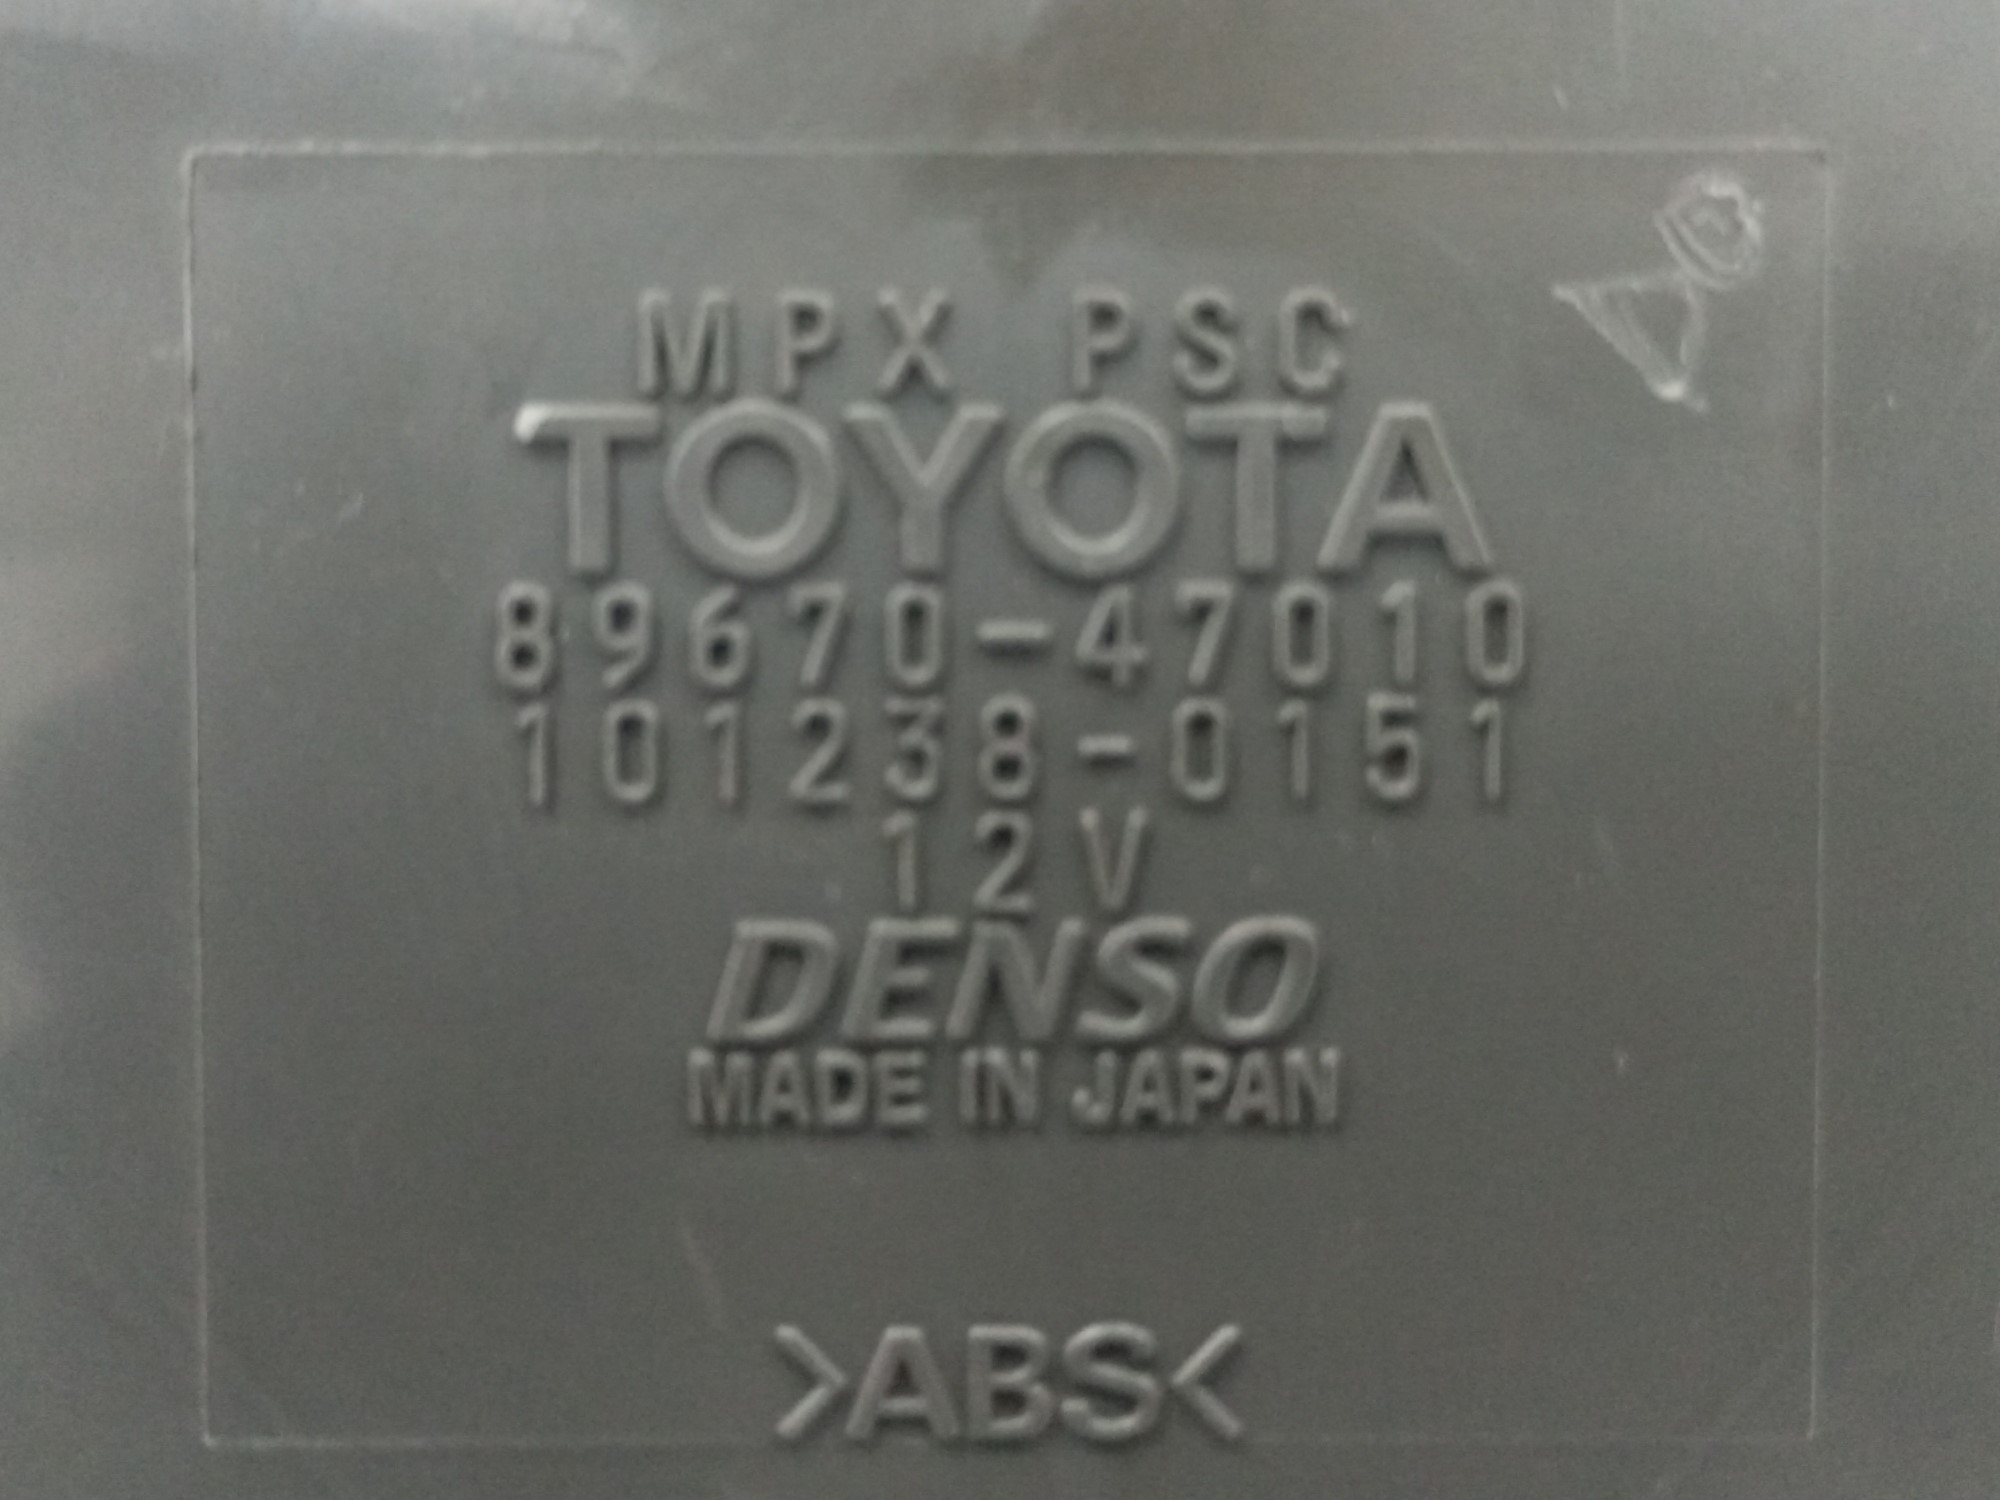 MPX PSC
TOYOTA
89670-47010
101238-0151
12V
DENSO
MADE IN JAPAN
>ABS<